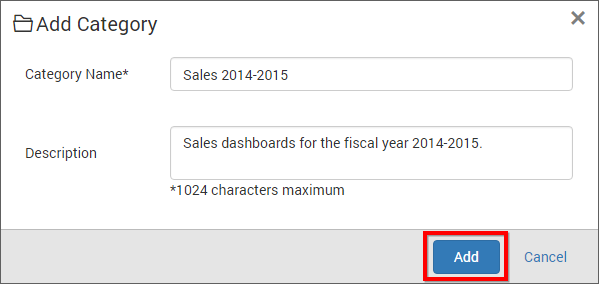 Add Category
Category Name*
Sales 2014-2015
Description
Sales dashboards for the fiscal year 2014-2015.
*1024 characters maximum
Add
Cancel